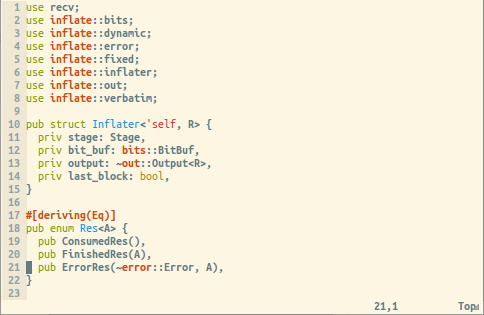 1 use recv;
2 use inflate::bits;
3 use inflate::dynamic;
4 use inflate::error;
5 use inflate::fixed;
6 use inflate::inflater;
7 use inflate::out;
8 use inflate::verbatim;
9
10 pub struct Inflater<'self, R> {
11   priv stage: Stage,
12   priv bit_buf: bits::BitBuf,
13   priv output: ~out::Output<R>,
14   priv last_block: bool,
15 }
16
17 #[deriving(Eq)]
18 pub enum Res<A> {
19   pub ConsumedRes(),
20   pub FinishedRes(A),
21   pub ErrorRes(~error::Error, A),
22 }
23
21,1 Top